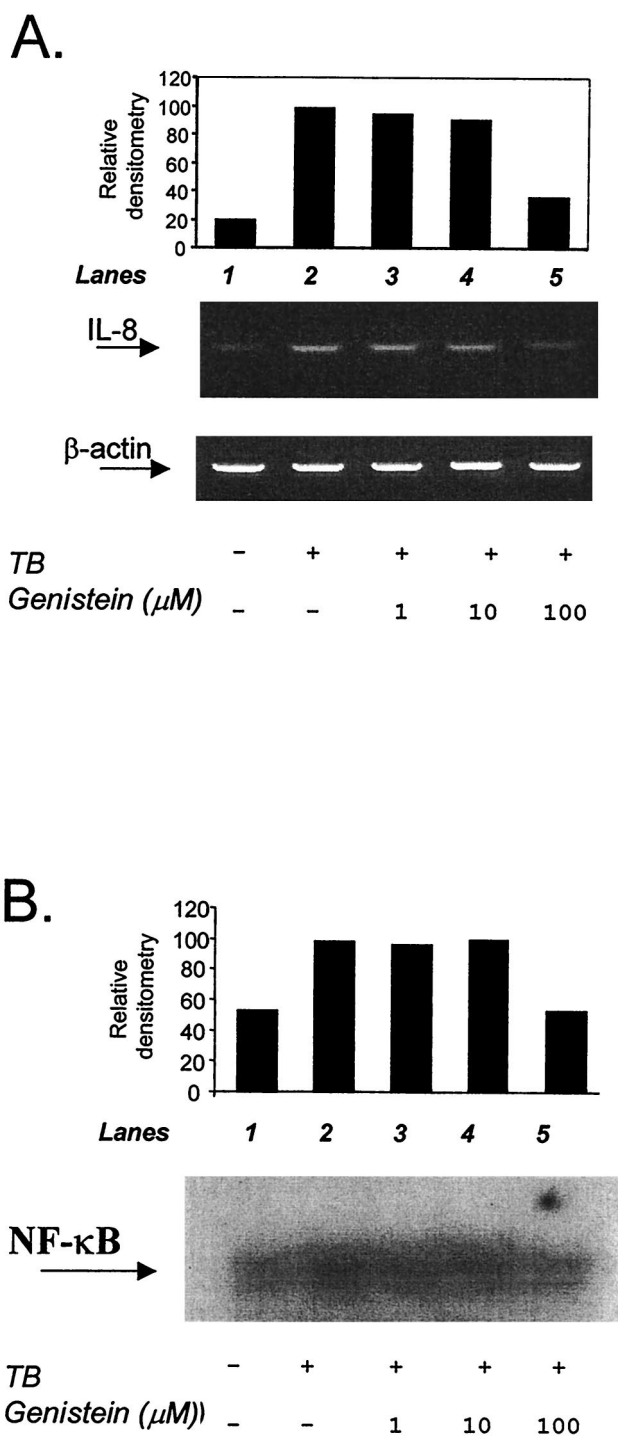 A.
120
100
80
60
40
20
0
Relative densitometry
Lanes 1 2 3 4 5
IL-8
β-actin
TB - + + + +
Genistein (μM) - - 1 10 100
B.
120
100
80
60
40
20
0
Relative densitometry
Lanes 1 2 3 4 5
NF-κB
TB - + + + +
Genistein (μM)) - - 1 10 100